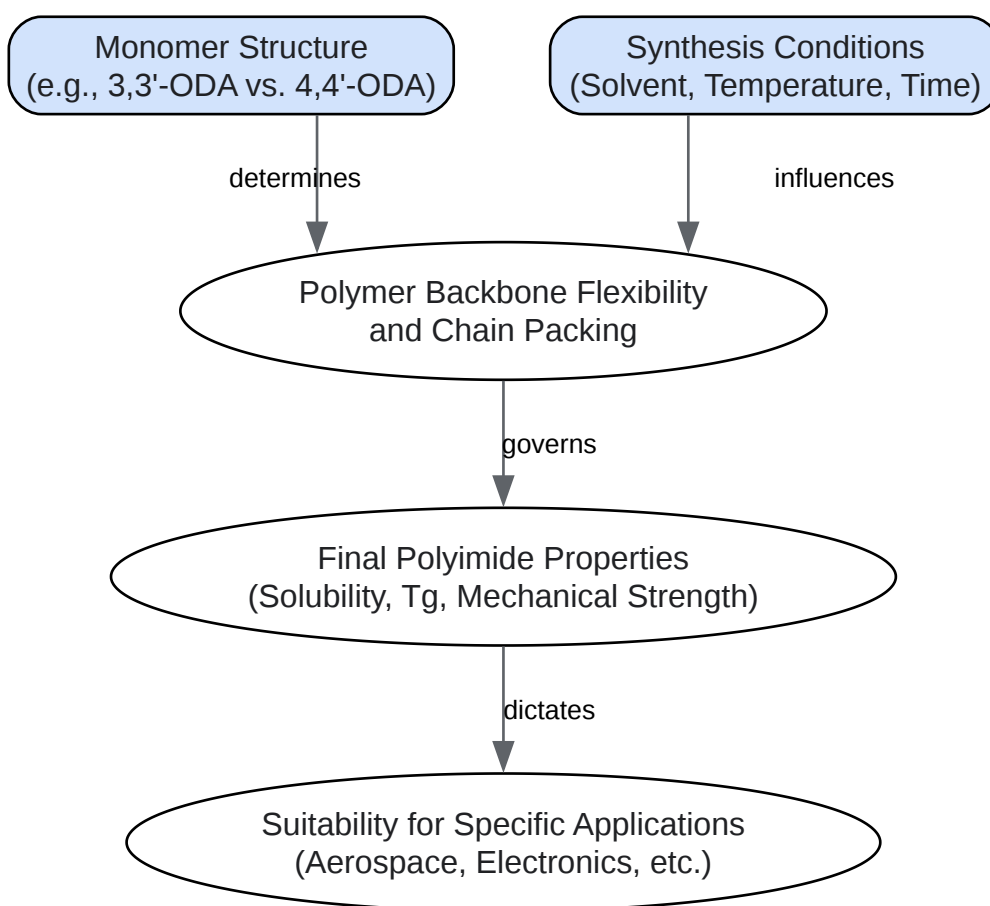 Monomer Structure
(e.g., 3,3'-ODA vs. 4,4'-ODA)
Synthesis Conditions
(Solvent, Temperature, Time)
determines
influences
Polymer Backbone Flexibility
and Chain Packing
governs
Final Polyimide Properties
(Solubility, Tg, Mechanical Strength)
dictates
Suitability for Specific Applications
(Aerospace, Electronics, etc.)